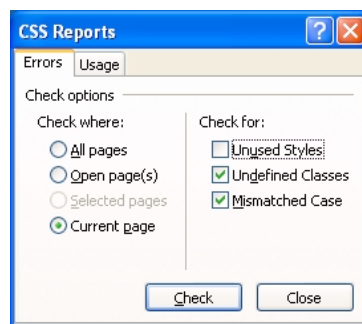 CSS Reports
Errors Usage
Check options
Check where:
All pages
Open page(s)
Selected pages
Current page
Check for:
Unused Styles
Undefined Classes
Mismatched Case
Check Close